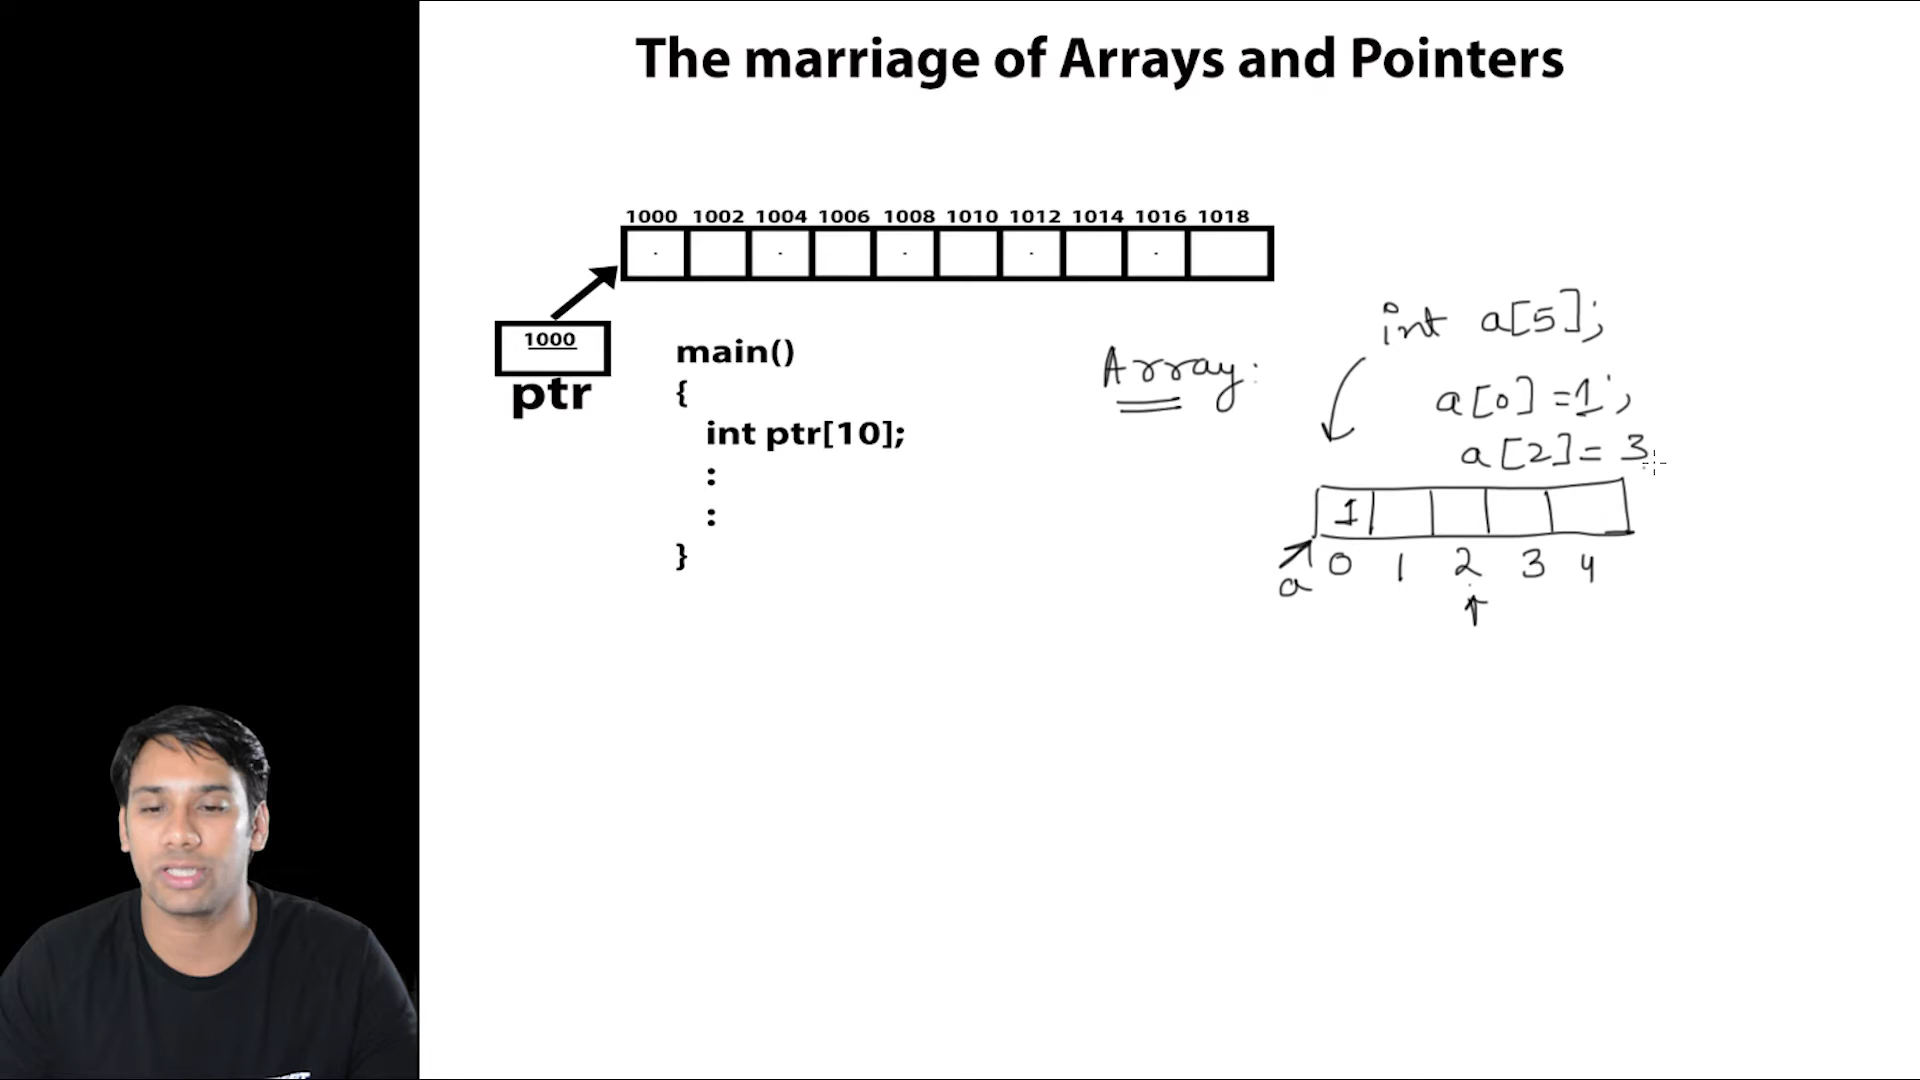 The marriage of Arrays and Pointers
1000 1002 1004 1006 1008 1010 1012 1014 1016 1018
1000
ptr
main()
{
int ptr[10];
:
:
}
Array:
int a[5];
a[0]=1;
a[2]=3
1
0 1 2 3 4
a